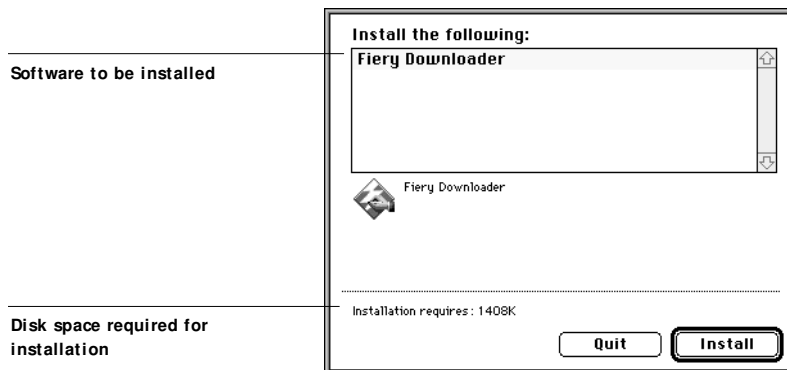 Install the following:
Fiery Downloader
Software to be installed
Fiery Downloader
Installation requires: 1408K
Disk space required for
installation
Quit
Install